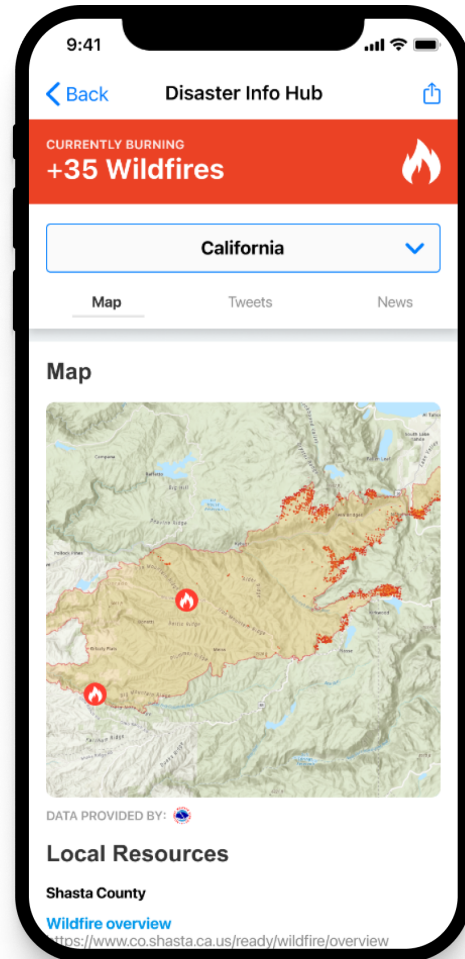 9:41
Back
Disaster Info Hub
CURRENTLY BURNING
+35 Wildfires
California
Map
Tweets
News
Map
DATA PROVIDED BY:
Local Resources
Shasta County
Wildfire overview
https://www.co.shasta.ca.us/ready/wildfire/overview